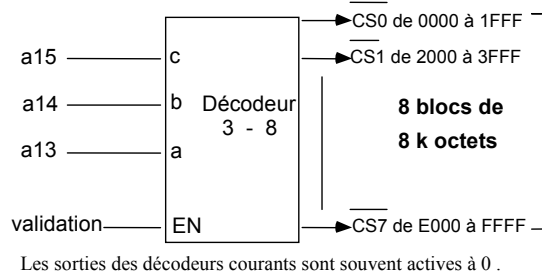 CS0 de 0000 à 1FFF
a15
c
CS1 de 2000 à 3FFF
a14
b
Décodeur
3 - 8
8 blocs de
8 k octets
a13
a
validation
EN
CS7 de E000 à FFFF
Les sorties des décodeurs courants sont souvent actives à 0 .